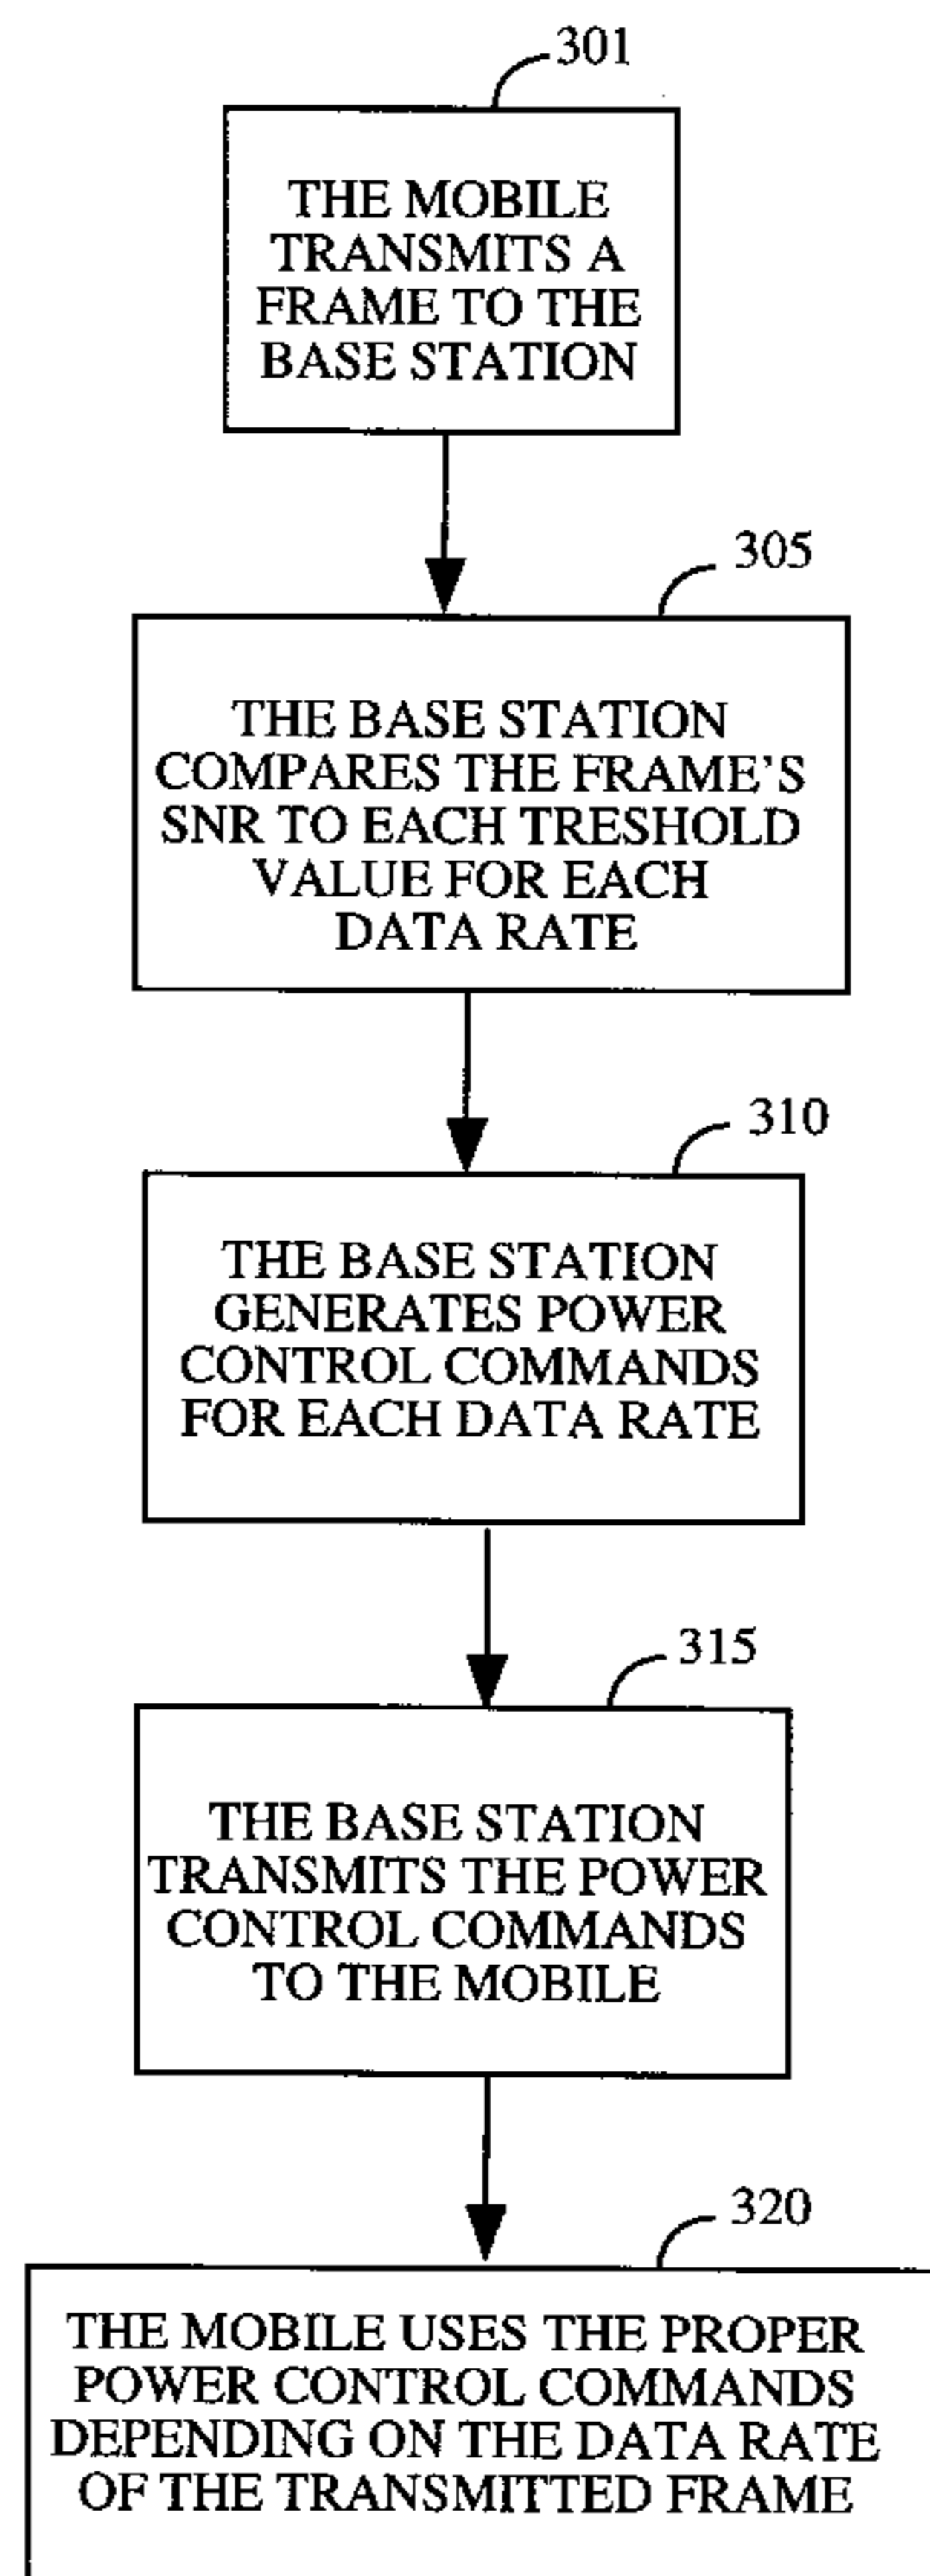 301
THE MOBILE
TRANSMITS A
FRAME TO THE
BASE STATION
305
THE BASE STATION
COMPARES THE FRAME'S
SNR TO EACH TRESHOLD
VALUE FOR EACH
DATA RATE
310
THE BASE STATION
GENERATES POWER
CONTROL COMMANDS
FOR EACH DATA RATE
315
THE BASE STATION
TRANSMITS THE POWER
CONTROL COMMANDS
TO THE MOBILE
320
THE MOBILE USES THE PROPER
POWER CONTROL COMMANDS
DEPENDING ON THE DATA RATE
OF THE TRANSMITTED FRAME